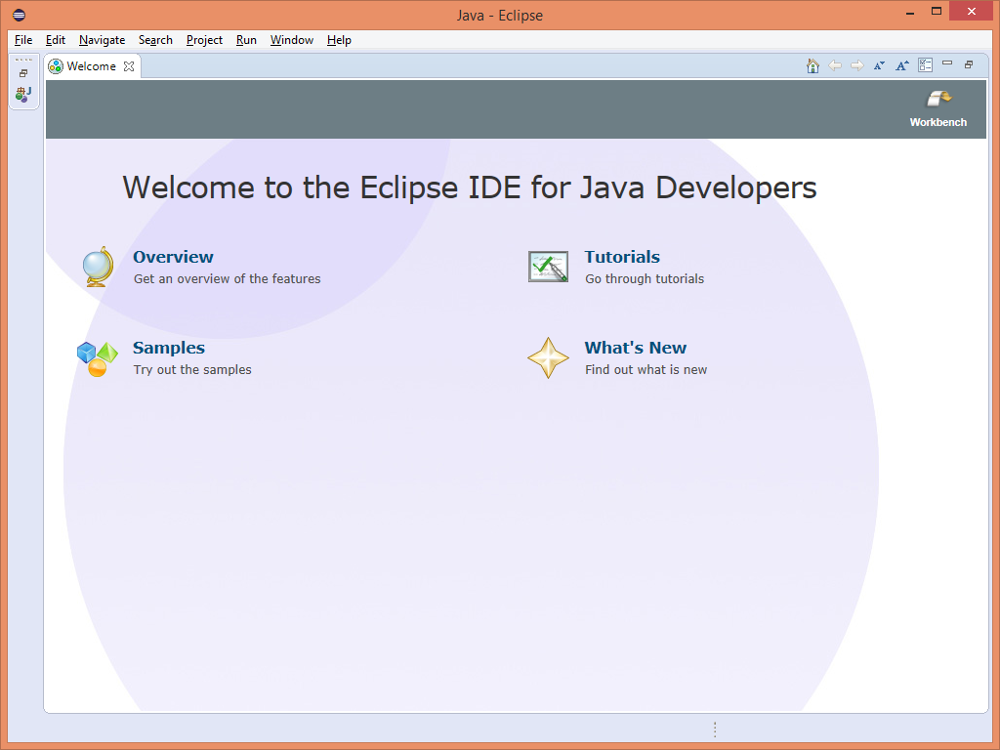 Java - Eclipse
File Edit Navigate Search Project Run Window Help
Welcome
Workbench
Welcome to the Eclipse IDE for Java Developers
Overview
Get an overview of the features
Tutorials
Go through tutorials
Samples
Try out the samples
What's New
Find out what is new